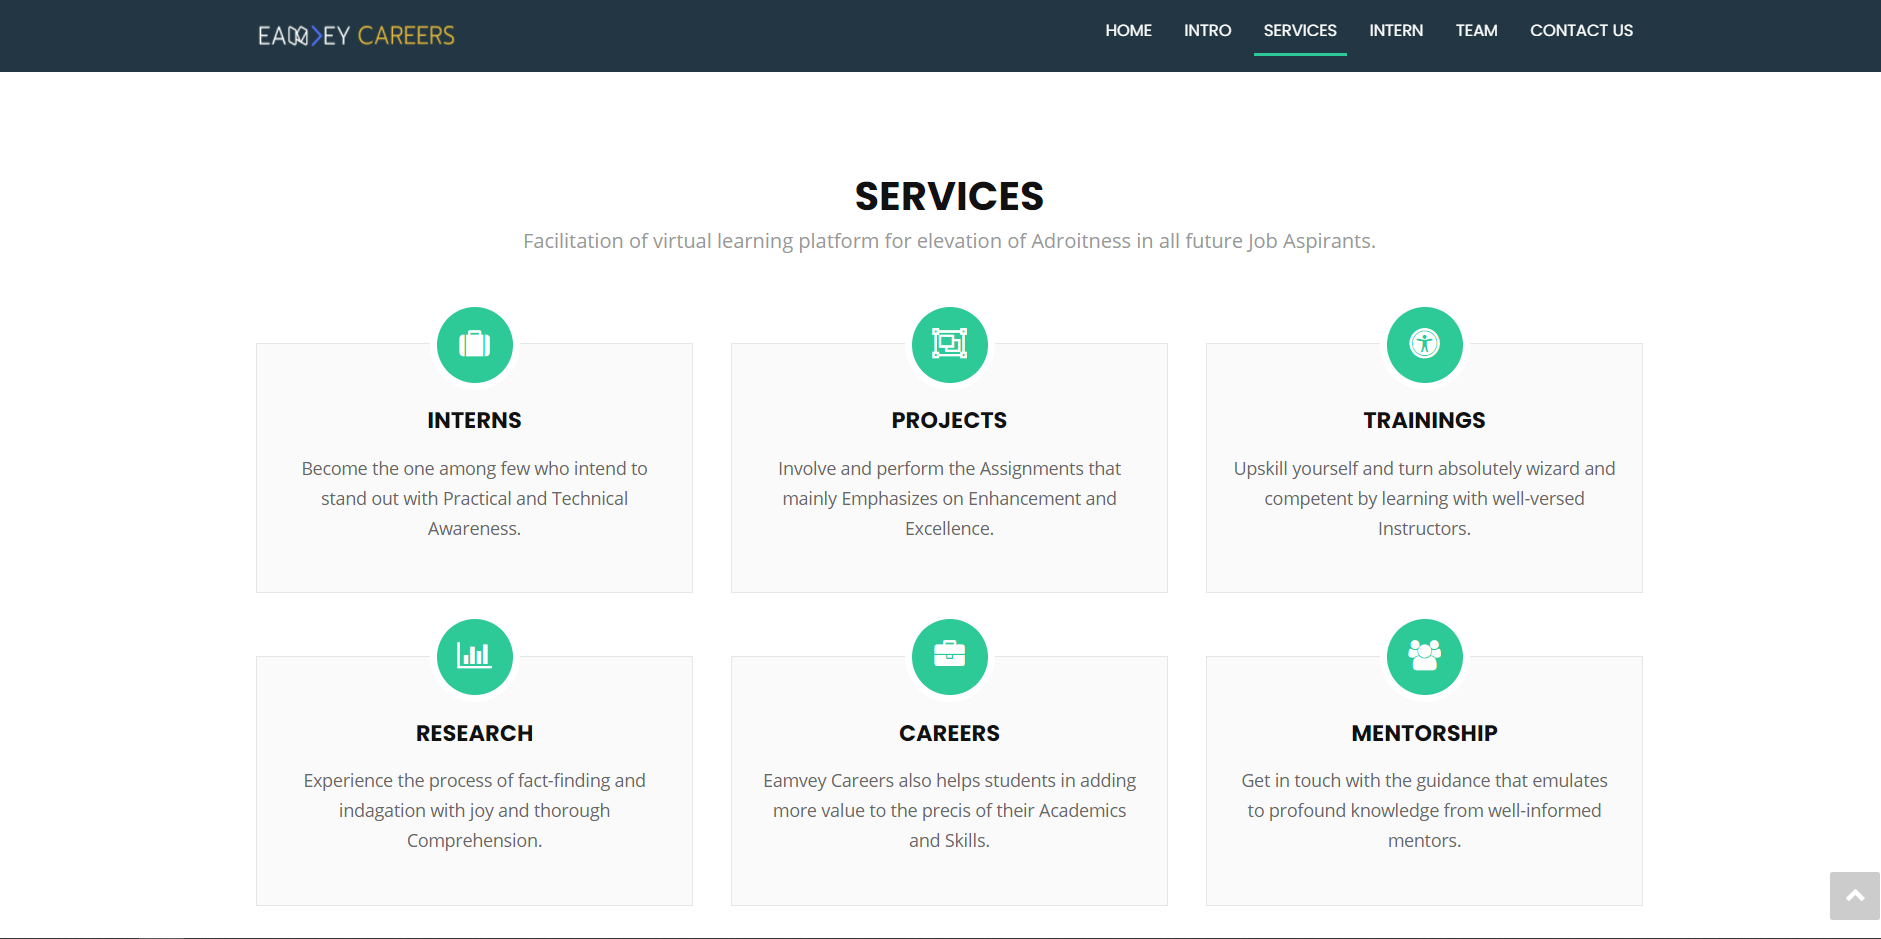 EAMVEY CAREERS
HOME INTRO SERVICES INTERN TEAM CONTACT US
SERVICES
Facilitation of virtual learning platform for elevation of Adroitness in all future Job Aspirants.
INTERNS
Become the one among few who intend to
stand out with Practical and Technical
Awareness.
PROJECTS
Involve and perform the Assignments that
mainly Emphasizes on Enhancement and
Excellence.
TRAININGS
Upskill yourself and turn absolutely wizard and
competent by learning with well-versed
Instructors.
RESEARCH
Experience the process of fact-finding and
indagation with joy and thorough
Comprehension.
CAREERS
Eamvey Careers also helps students in adding
more value to the precis of their Academics
and Skills.
MENTORSHIP
Get in touch with the guidance that emulates
to profound knowledge from well-informed
mentors.